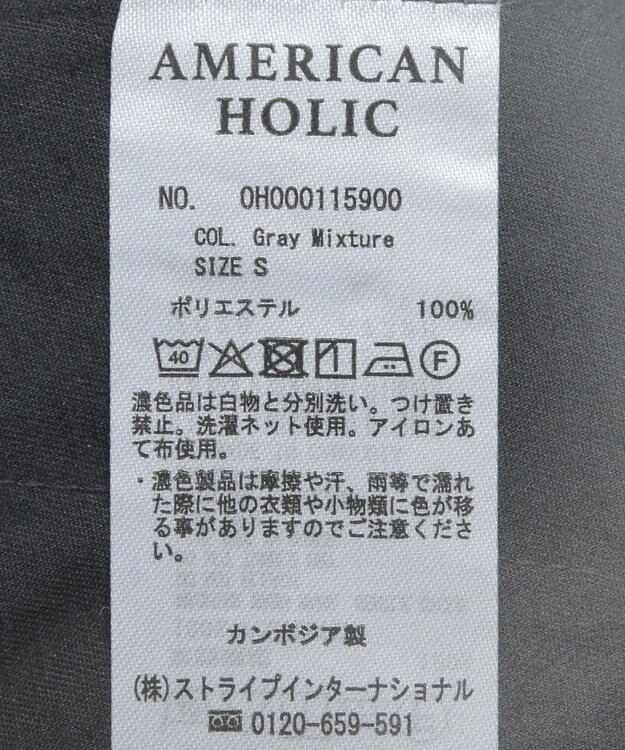 AMERICAN
HOLIC
NO. 0H000115900
COL. Gray Mixture
SIZE S
ポリエステル 100%
40 F
濃色品は白物と分別洗い。つけ置き
禁止。洗濯ネット使用。アイロンあ
て布使用。
・濃色製品は摩擦や汗、雨等で濡れ
た際に他の衣類や小物類に色が移
る事がありますのでご注意くださ
い。
カンボジア製
(株)ストライプインターナショナル
0120-659-591